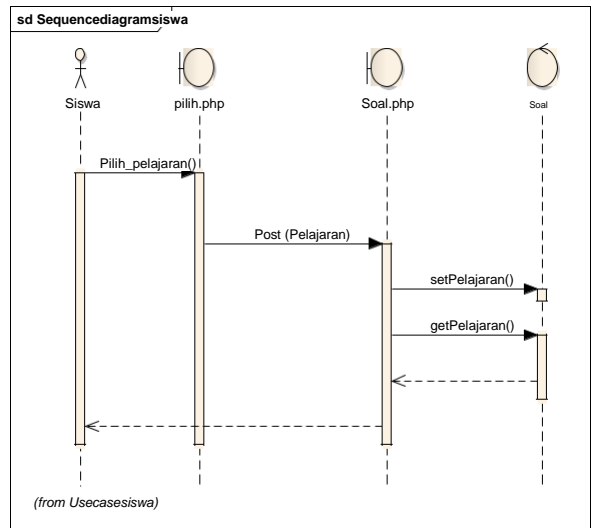 sd Sequencediagramsiswa
Siswa
pilih.php
Soal.php
Soal
Pilih_pelajaran()
Post (Pelajaran)
setPelajaran()
getPelajaran()
(from Usecasesiswa)